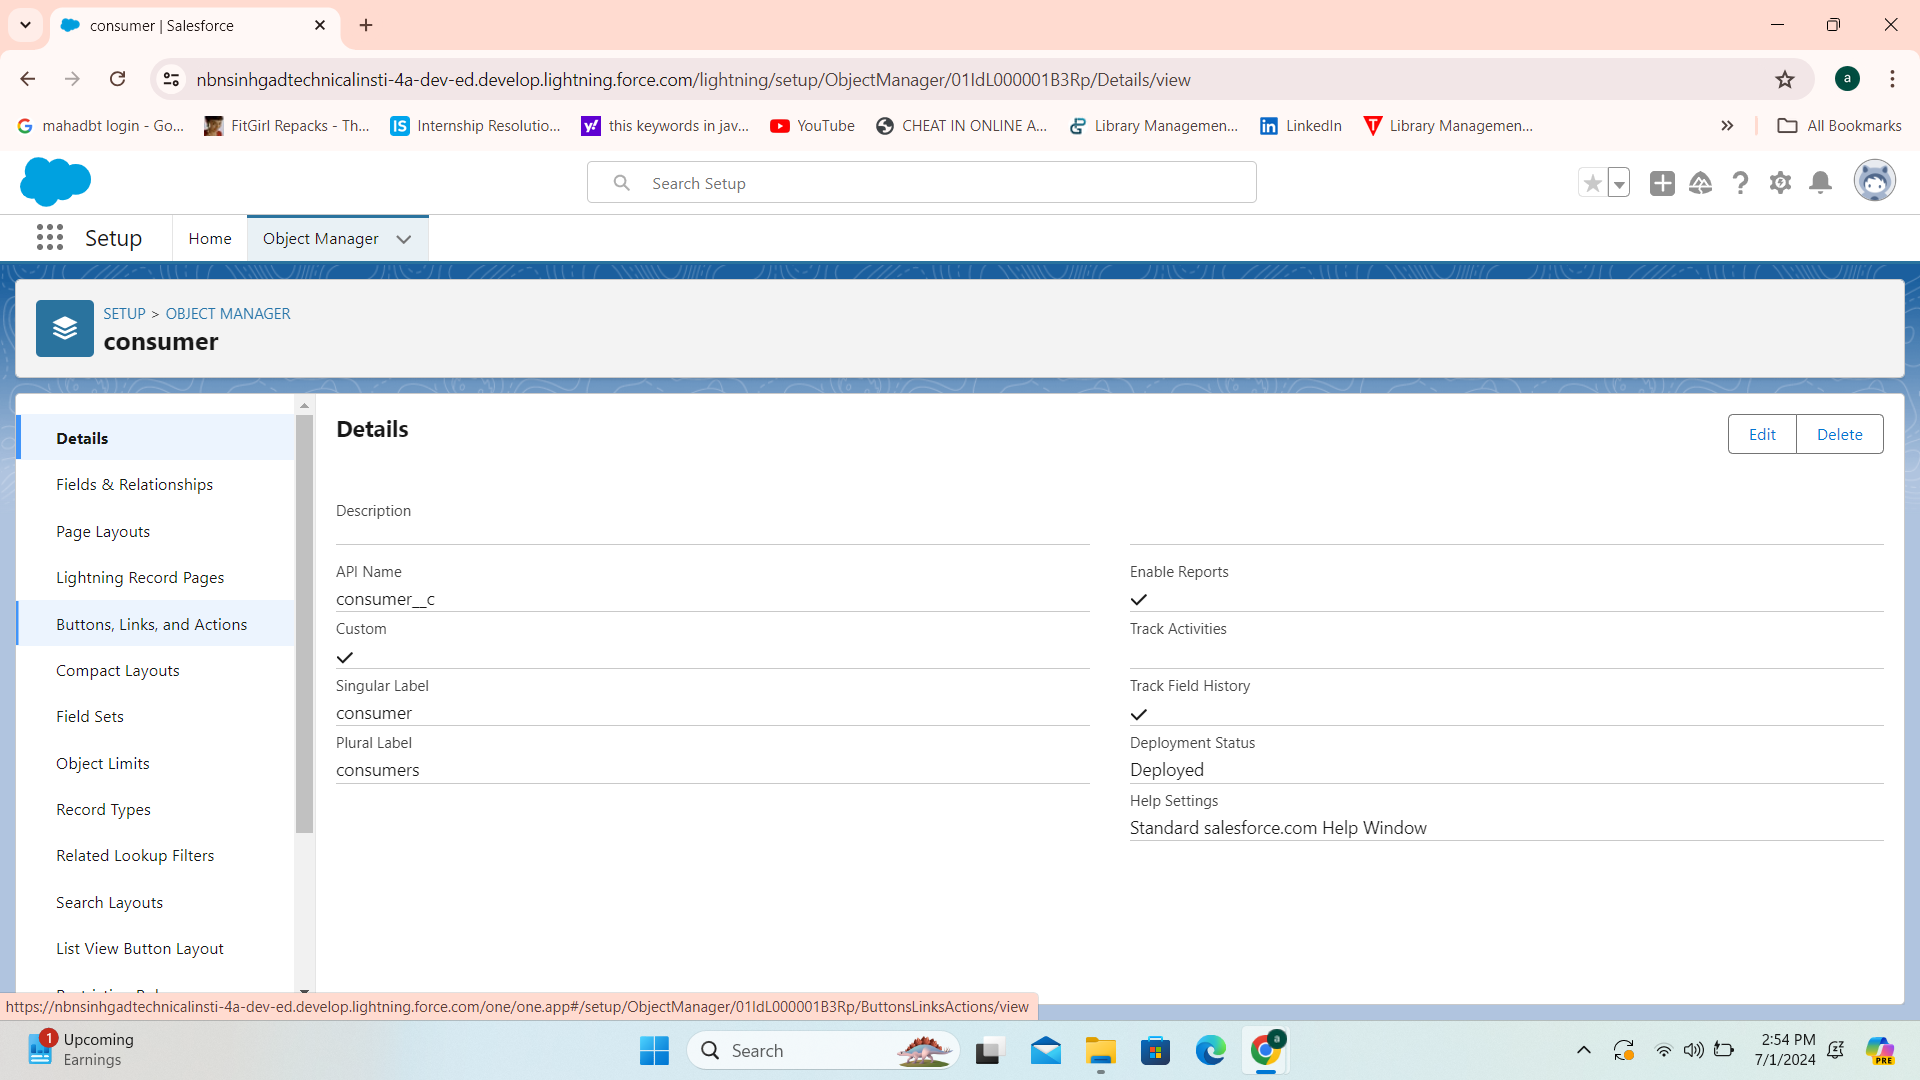 consumer | Salesforce
nbnsinhgadtechnicalinsti-4a-dev-ed.develop.lightning.force.com/lightning/setup/ObjectManager/01IdL000001B3Rp/Details/view
a
mahadbt login - Go...
FitGirl Repacks - Th...
IS
Internship Resolutio...
y!
this keywords in jav...
YouTube
CHEAT IN ONLINE A...
Library Managemen...
in
LinkedIn
Library Managemen...
All Bookmarks
Search Setup
Setup
Home
Object Manager
SETUP > OBJECT MANAGER
consumer
Details
Fields & Relationships
Page Layouts
Lightning Record Pages
Buttons, Links, and Actions
Compact Layouts
Field Sets
Object Limits
Record Types
Related Lookup Filters
Search Layouts
List View Button Layout
Details
Edit
Delete
Description
API Name
consumer__c
Custom
Singular Label
consumer
Plural Label
consumers
Enable Reports
Track Activities
Track Field History
Deployment Status
Deployed
Help Settings
Standard salesforce.com Help Window
https://nbnsinhgadtechnicalinsti-4a-dev-ed.develop.lightning.force.com/one/one.app#/setup/ObjectManager/01IdL000001B3Rp/ButtonsLinksActions/view
1
Upcoming
Earnings
Search
a
2:54 PM
7/1/2024
PRE